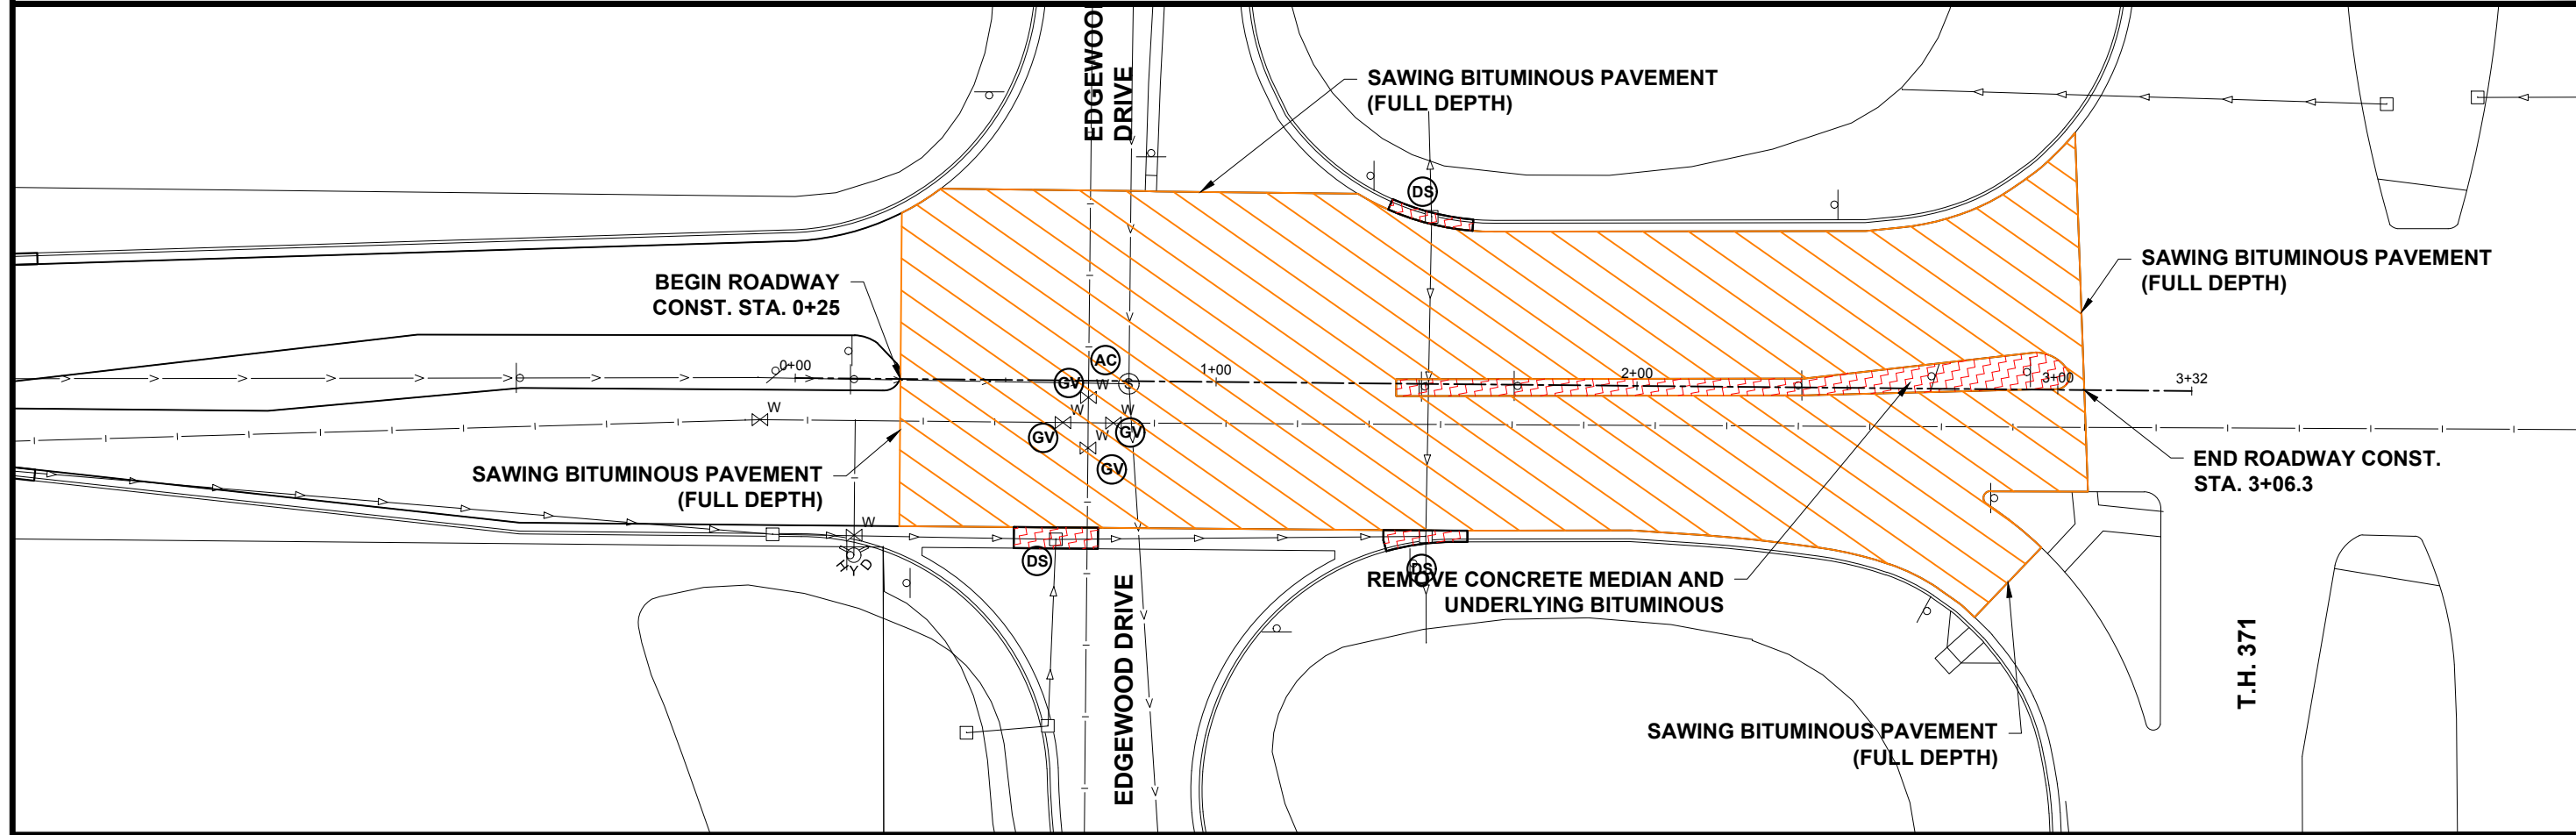 EDGEWOOD
DRIVE
SAWING BITUMINOUS PAVEMENT
(FULL DEPTH)
DS
SAWING BITUMINOUS PAVEMENT
(FULL DEPTH)
BEGIN ROADWAY
CONST. STA. 0+25
0+00
AC
GV
W
S
1+00
2+00
3+00
3+32
W
W
W
GV
GV
W
GV
SAWING BITUMINOUS PAVEMENT
(FULL DEPTH)
END ROADWAY CONST.
STA. 3+06.3
W
HYD
DS
DS
REMOVE CONCRETE MEDIAN AND
UNDERLYING BITUMINOUS
EDGEWOOD DRIVE
T.H. 371
SAWING BITUMINOUS PAVEMENT
(FULL DEPTH)